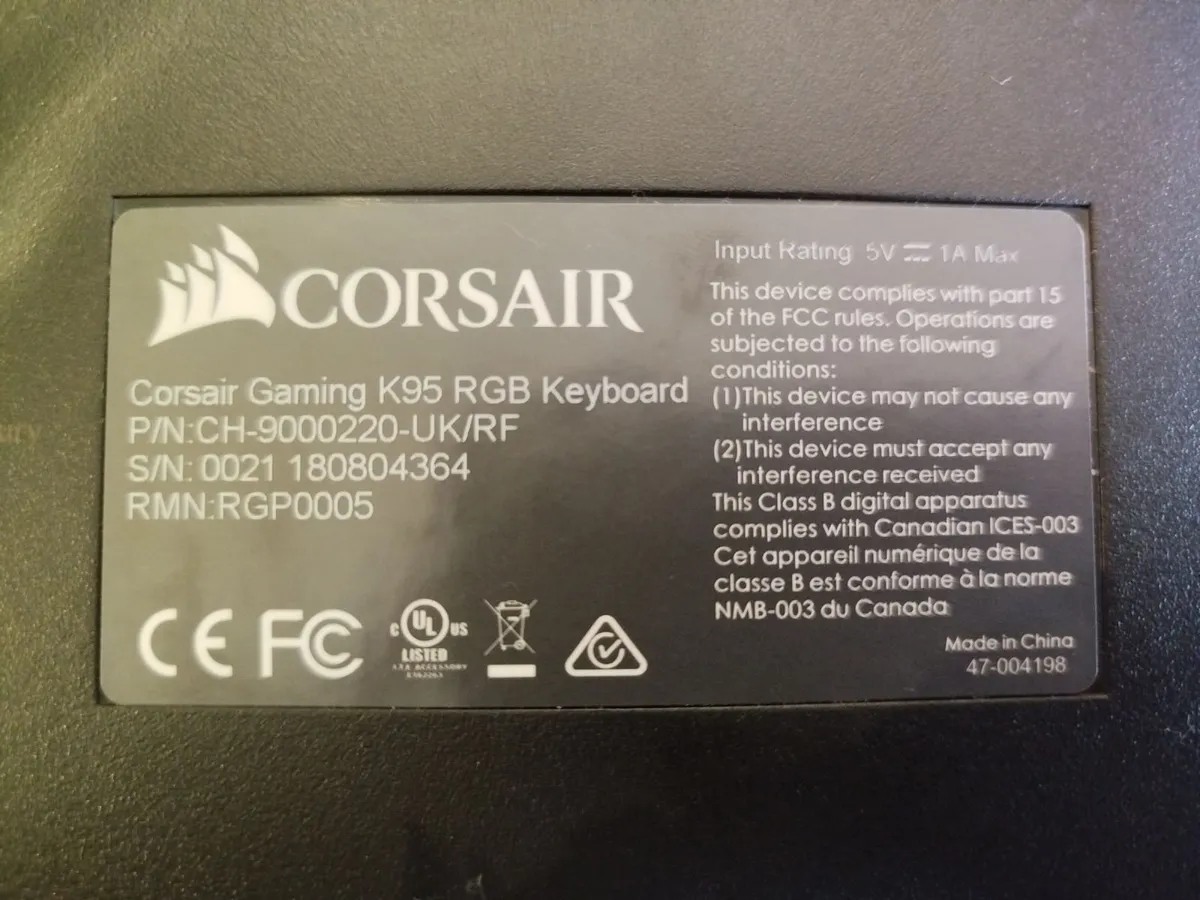 CORSAIR
Corsair Gaming K95 RGB Keyboard
P/N:CH-9000220-UK/RF
S/N: 0021 180804364
RMN:RGP0005
CE FC
c UL US
LISTED
I.T.E. ACCESSORY
Input Rating 5V 1A Max
This device complies with part 15
of the FCC rules. Operations are
subjected to the following
conditions:
(1)This device may not cause any
interference
(2)This device must accept any
interference received
This Class B digital apparatus
complies with Canadian ICES-003
Cet appareil numérique de la
classe B est conforme à la norme
NMB-003 du Canada
Made in China
47-004198